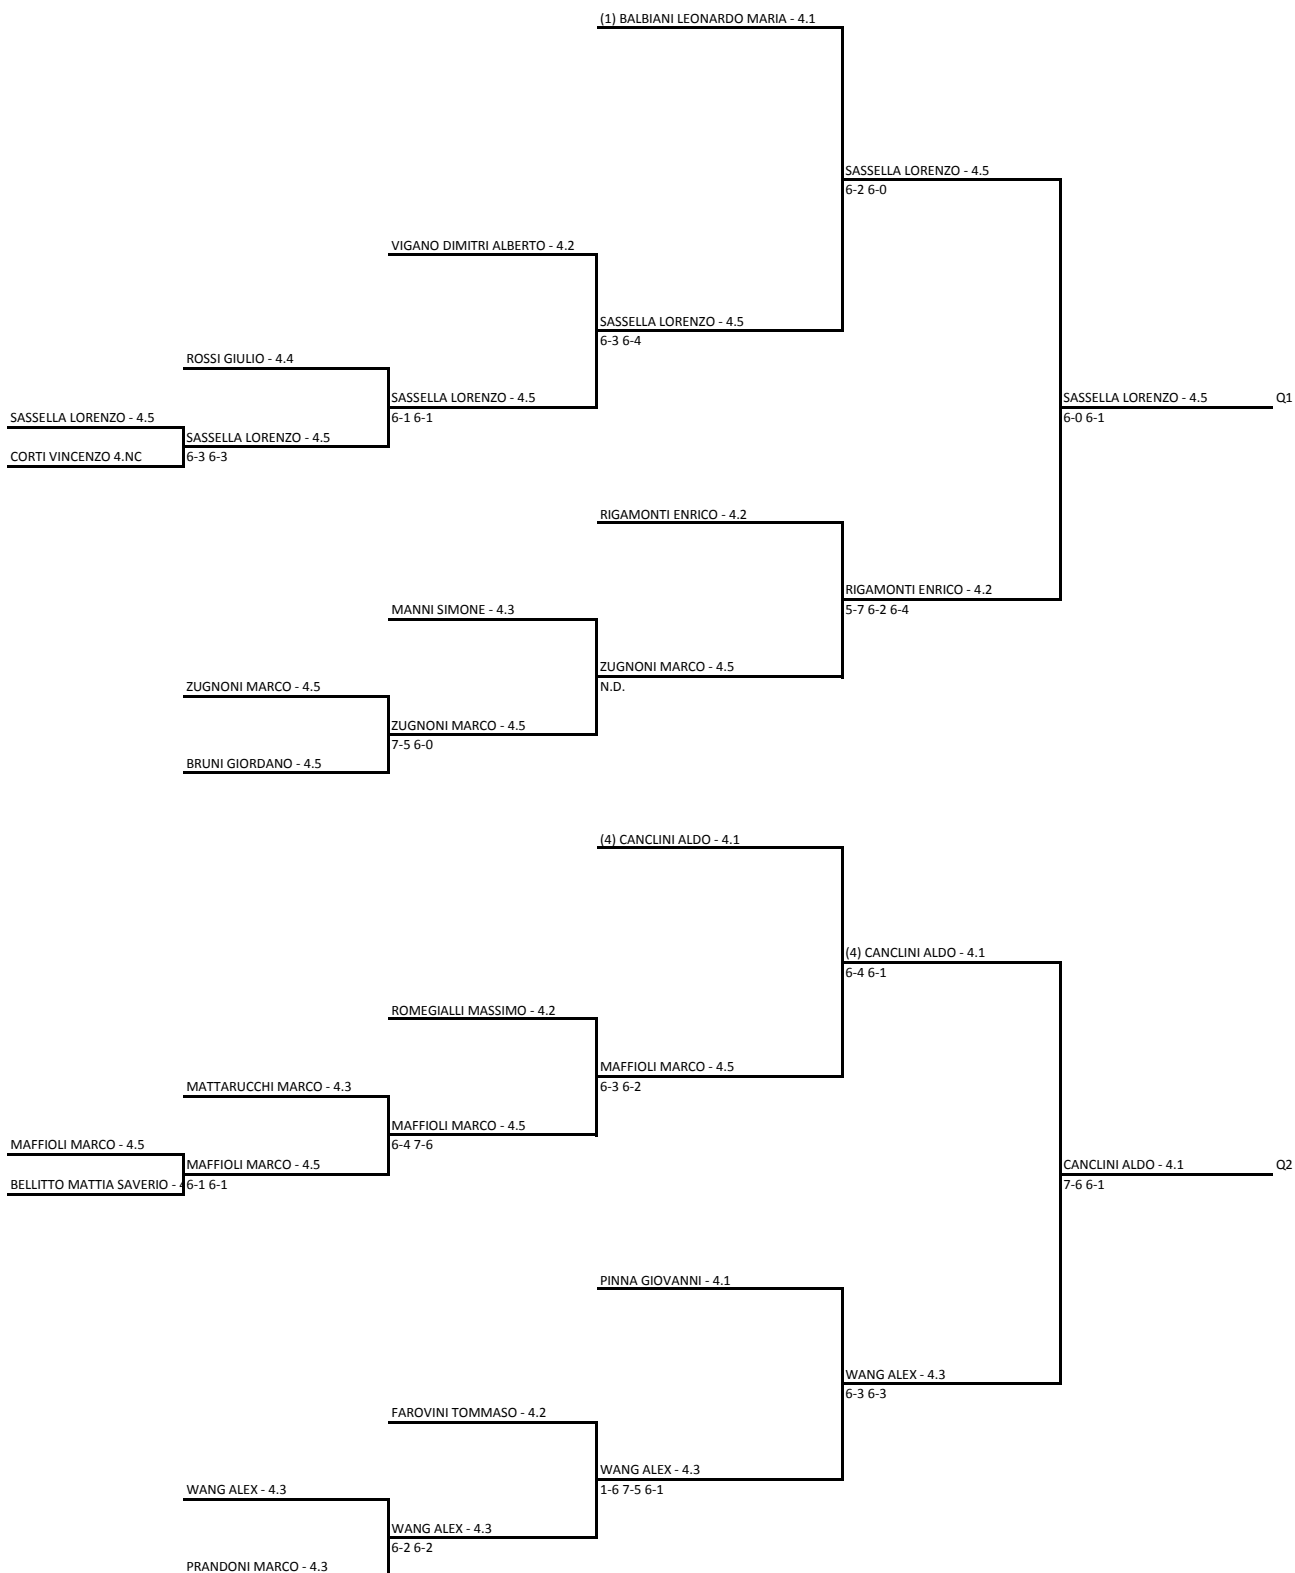 (1) BALBIANI LEONARDO MARIA - 4.1
SASSELLA LORENZO - 4.5
6-2 6-0
VIGANO DIMITRI ALBERTO - 4.2
SASSELLA LORENZO - 4.5
6-3 6-4
ROSSI GIULIO - 4.4
SASSELLA LORENZO - 4.5
6-1 6-1
SASSELLA LORENZO - 4.5
6-0 6-1
Q1
SASSELLA LORENZO - 4.5
SASSELLA LORENZO - 4.5
6-3 6-3
CORTI VINCENZO 4.NC
RIGAMONTI ENRICO - 4.2
RIGAMONTI ENRICO - 4.2
5-7 6-2 6-4
MANNI SIMONE - 4.3
ZUGNONI MARCO - 4.5
N.D.
ZUGNONI MARCO - 4.5
ZUGNONI MARCO - 4.5
7-5 6-0
BRUNI GIORDANO - 4.5
(4) CANCLINI ALDO - 4.1
(4) CANCLINI ALDO - 4.1
6-4 6-1
ROMEGIALLI MASSIMO - 4.2
MAFFIOLI MARCO - 4.5
6-3 6-2
MATTARUCCHI MARCO - 4.3
MAFFIOLI MARCO - 4.5
6-4 7-6
MAFFIOLI MARCO - 4.5
MAFFIOLI MARCO - 4.5
6-1 6-1
BELLITTO MATTIA SAVERIO -
CANCLINI ALDO - 4.1
7-6 6-1
Q2
PINNA GIOVANNI - 4.1
WANG ALEX - 4.3
6-3 6-3
FAROVINI TOMMASO - 4.2
WANG ALEX - 4.3
1-6 7-5 6-1
WANG ALEX - 4.3
WANG ALEX - 4.3
6-2 6-2
PRANDONI MARCO - 4.3